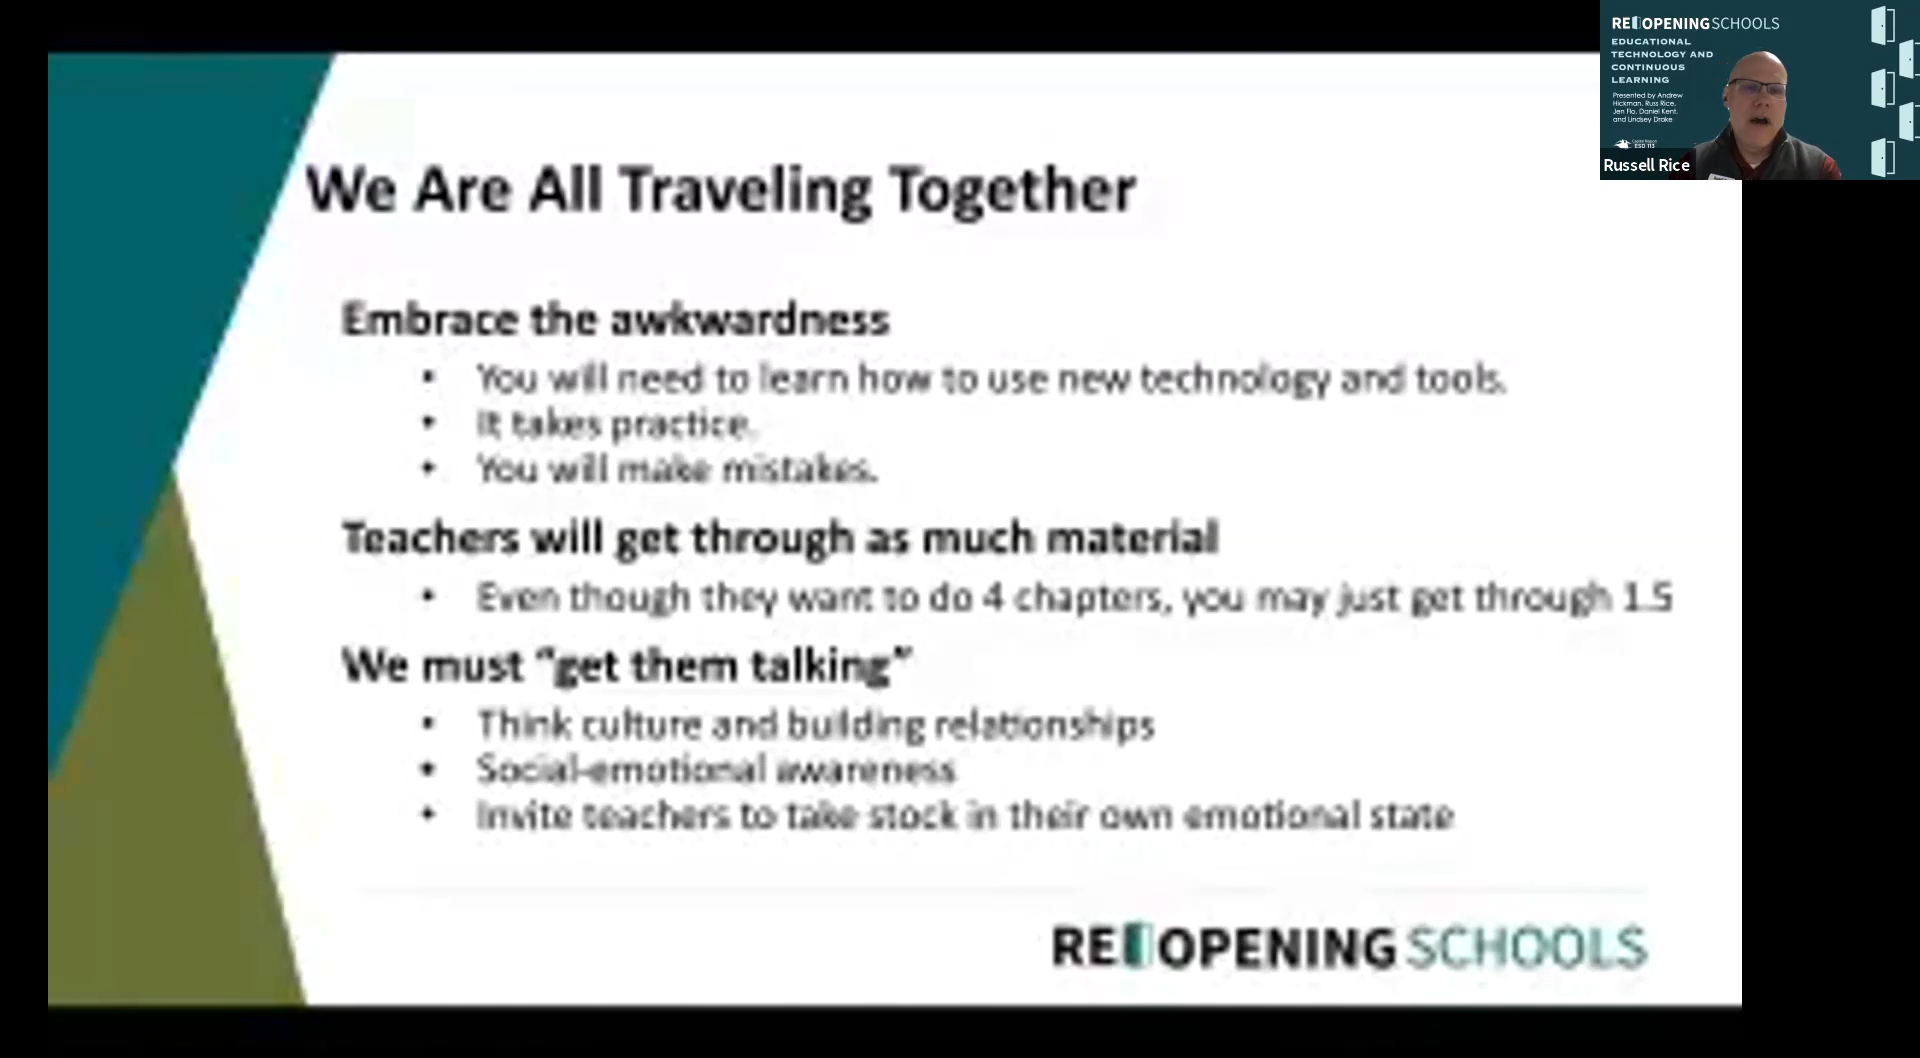 We Are All Traveling Together
Embrace the awkwardness
• You will need to learn how to use new technology and tools.
• It takes practice.
• You will make mistakes.
Teachers will get through as much material
• Even though they want to do 4 chapters, you may just get through 1.5
We must “get them talking”
• Think culture and building relationships
• Social-emotional awareness
• Invite teachers to take stock in their own emotional state
REOPENING SCHOOLS
REOPENING SCHOOLS
EDUCATIONAL
TECHNOLOGY AND
CONTINUOUS
LEARNING
Presented by Andrew
Hickman, Russ Rice,
Jen Flo, Daniel Kent,
and Lindsey Drake
Capital Region
ESD 113
Russell Rice